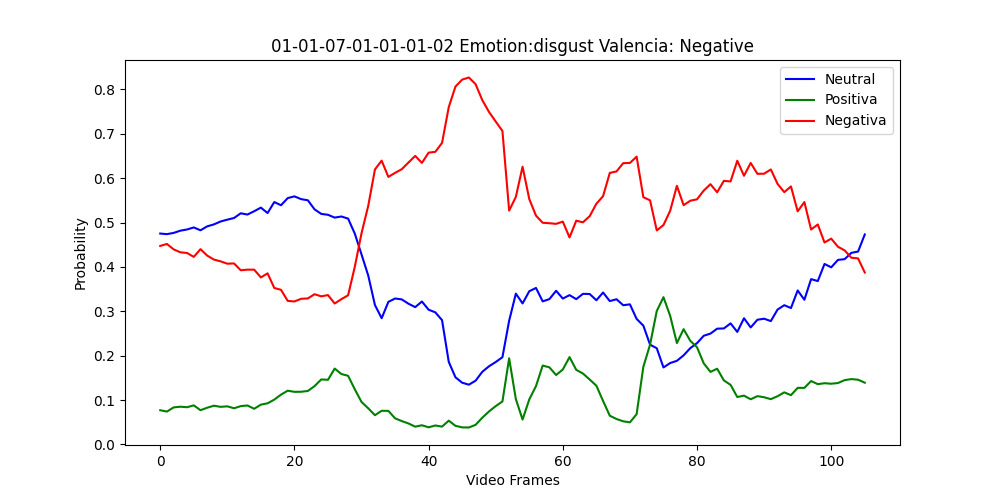 01-01-07-01-01-01-02 Emotion:disgust Valencia: Negative
Neutral
Positiva
Negativa
Probability
0.8
0.7
0.6
0.5
0.4
0.3
0.2
0.1
0.0
0 20 40 60 80 100
Video Frames